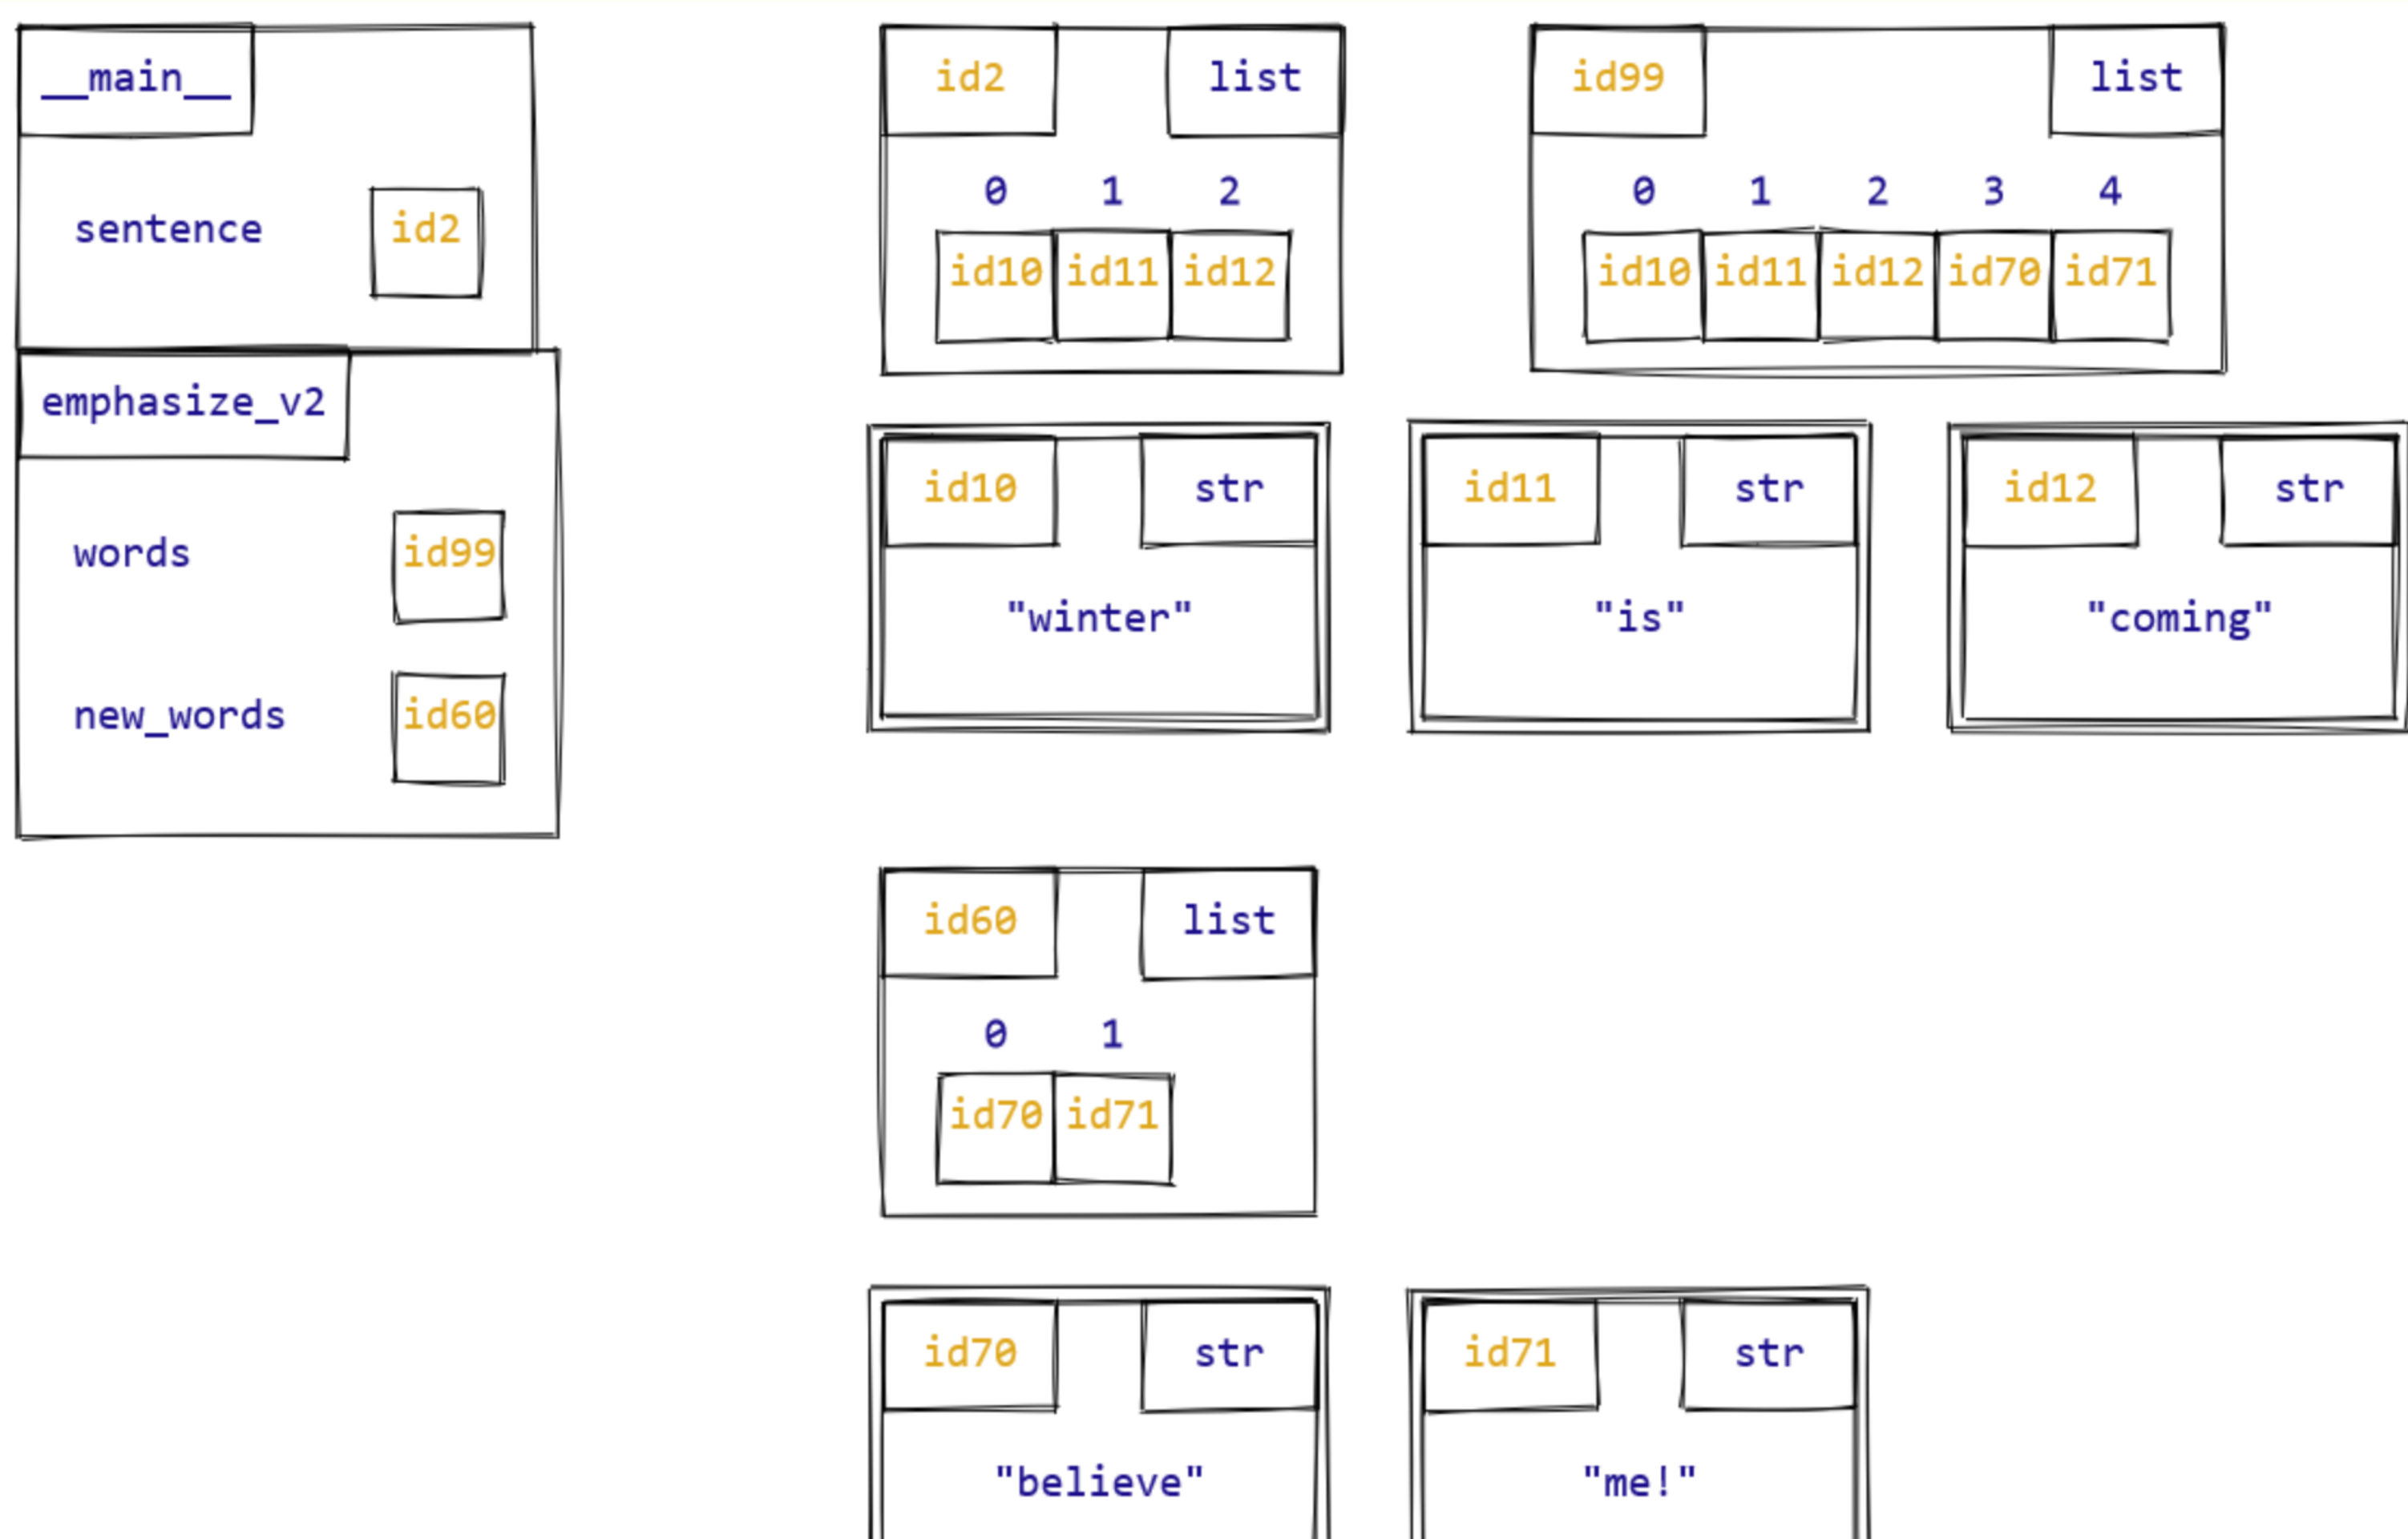 __main__
sentence id2
emphasize_v2
words id99
new_words id60
id2 list
0 1 2
id10 id11 id12
id99 list
0 1 2 3 4
id10 id11 id12 id70 id71
id10 str
"winter"
id11 str
"is"
id12 str
"coming"
id60 list
0 1
id70 id71
id70 str
"believe"
id71 str
"me!"